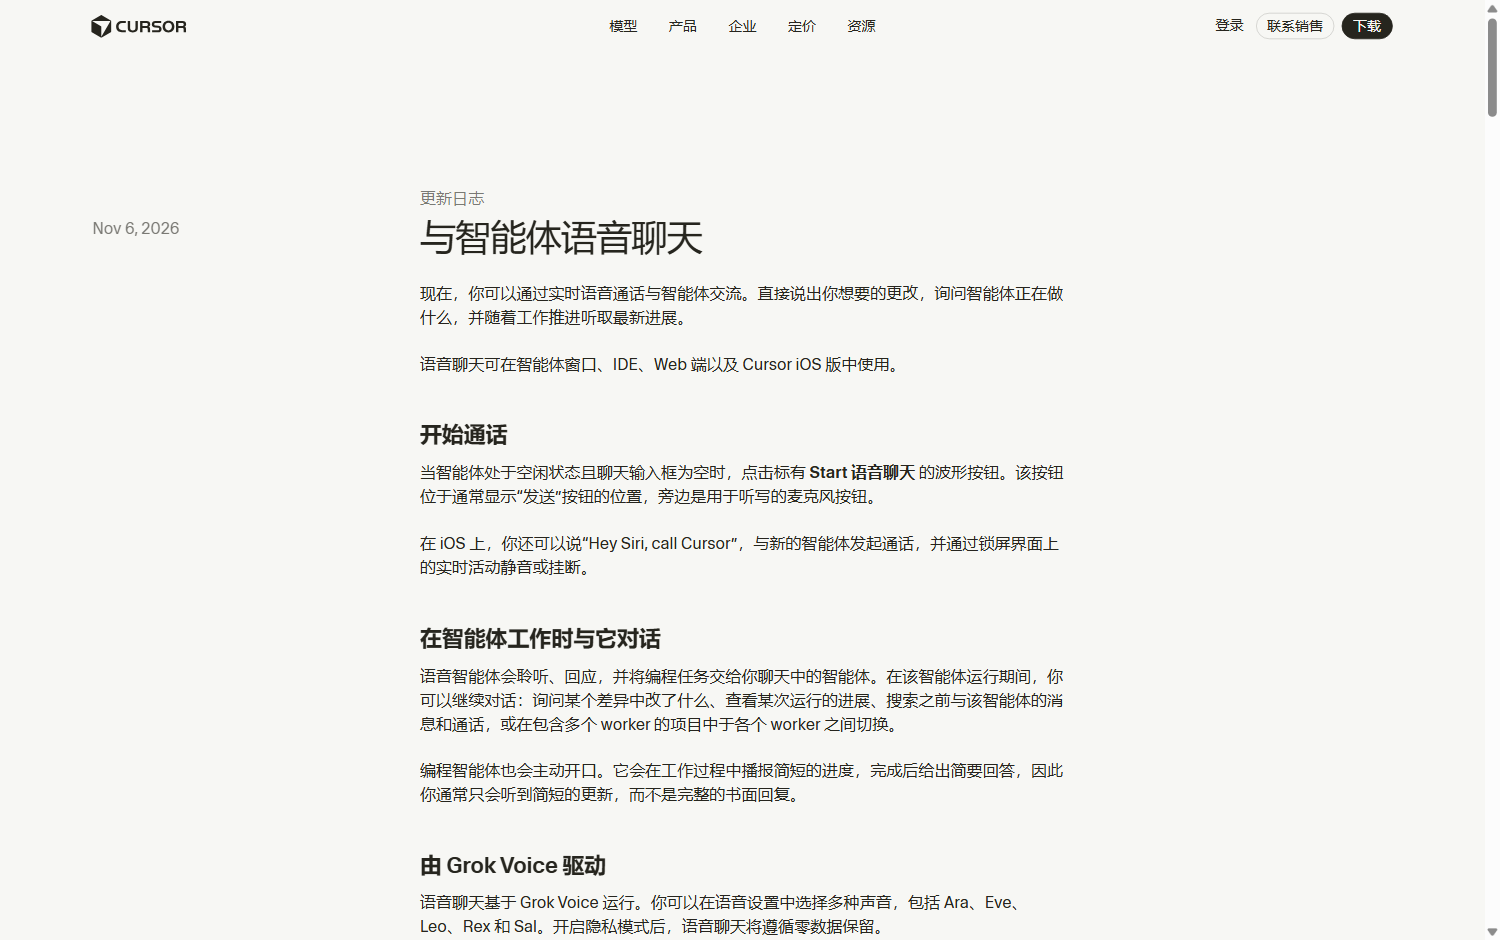 CURSOR
模型
产品
企业
定价
资源
登录
联系销售
下载
更新日志
Nov 6, 2026
与智能体语音聊天
现在，你可以通过实时语音通话与智能体交流。直接说出你想要的更改，询问智能体正在做
什么，并随着工作推进听取最新进展。
语音聊天可在智能体窗口、IDE、Web 端以及 Cursor iOS 版中使用。
开始通话
当智能体处于空闲状态且聊天输入框为空时，点击标有 Start 语音聊天 的波形按钮。该按钮
位于通常显示“发送”按钮的位置，旁边是用于听写的麦克风按钮。
在 iOS 上，你还可以说“Hey Siri, call Cursor”，与新的智能体发起通话，并通过锁屏界面上
的实时活动静音或挂断。
在智能体工作时与它对话
语音智能体会聆听、回应，并将编程任务交给你聊天中的智能体。在该智能体运行期间，你
可以继续对话：询问某个差异中改了什么、查看某次运行的进展、搜索之前与该智能体的消
息和通话，或在包含多个 worker 的项目中于各个 worker 之间切换。
编程智能体也会主动开口。它会在工作过程中播报简短的进度，完成后给出简要回答，因此
你通常只会听到简短的更新，而不是完整的书面回复。
由 Grok Voice 驱动
语音聊天基于 Grok Voice 运行。你可以在语音设置中选择多种声音，包括 Ara、Eve、
Leo、Rex 和 Sal。开启隐私模式后，语音聊天将遵循零数据保留。